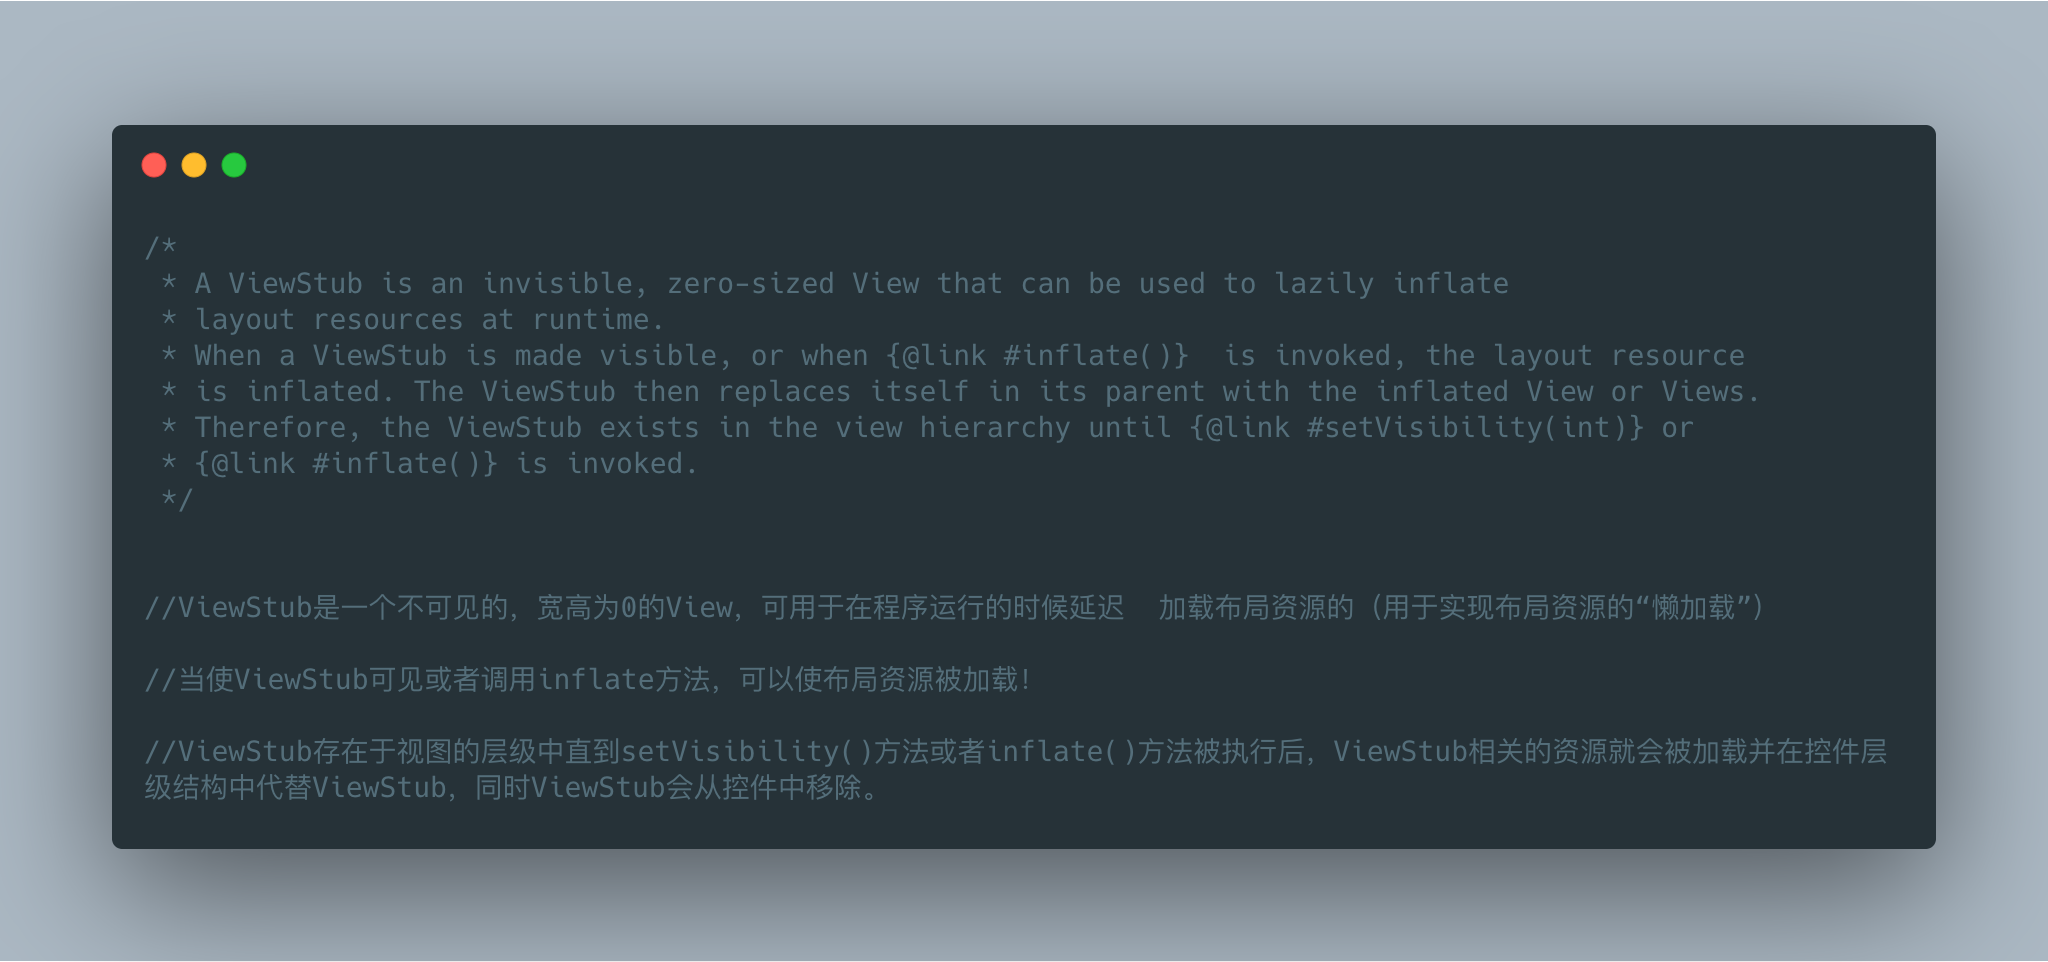 /*
 * A ViewStub is an invisible, zero-sized View that can be used to lazily inflate
 * layout resources at runtime.
 * When a ViewStub is made visible, or when {@link #inflate()}  is invoked, the layout resource
 * is inflated. The ViewStub then replaces itself in its parent with the inflated View or Views.
 * Therefore, the ViewStub exists in the view hierarchy until {@link #setVisibility(int)} or
 * {@link #inflate()} is invoked.
 */
//ViewStub是一个不可见的，宽高为0的View，可用于在程序运行的时候延迟  加载布局资源的（用于实现布局资源的“懒加载”）
//当使ViewStub可见或者调用inflate方法，可以使布局资源被加载！
//ViewStub存在于视图的层级中直到setVisibility()方法或者inflate()方法被执行后，ViewStub相关的资源就会被加载并在控件层
级结构中代替ViewStub，同时ViewStub会从控件中移除。